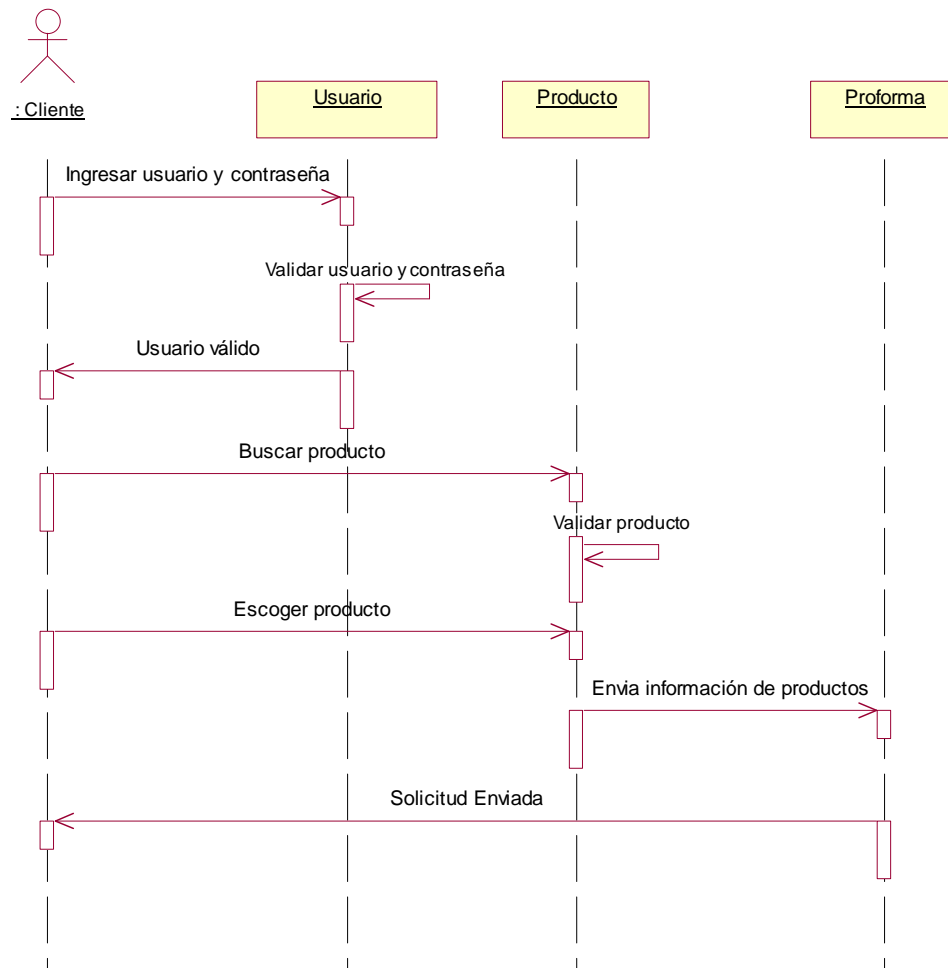 : Cliente
Usuario
Producto
Proforma
Ingresar usuario y contraseña
Validar usuario y contraseña
Usuario válido
Buscar producto
Validar producto
Escoger producto
Envia información de productos
Solicitud Enviada